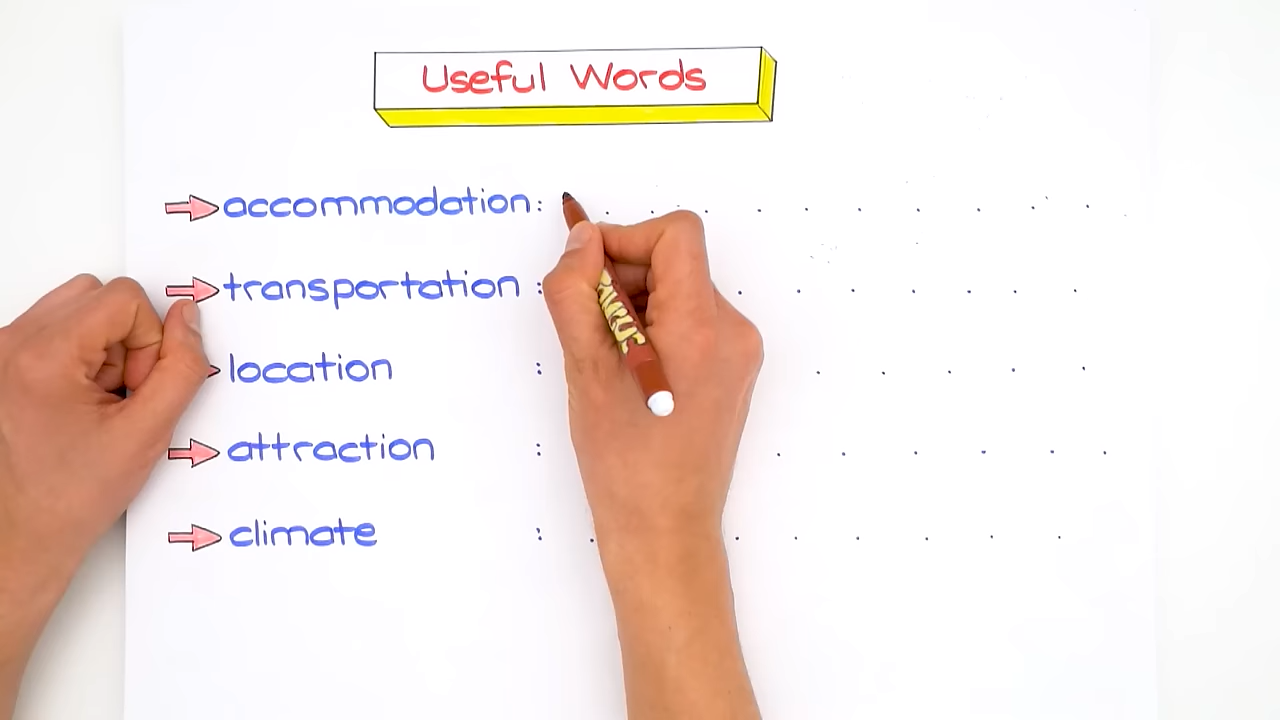 Useful Words
accommodation:
transportation :
location :
attraction :
climate :